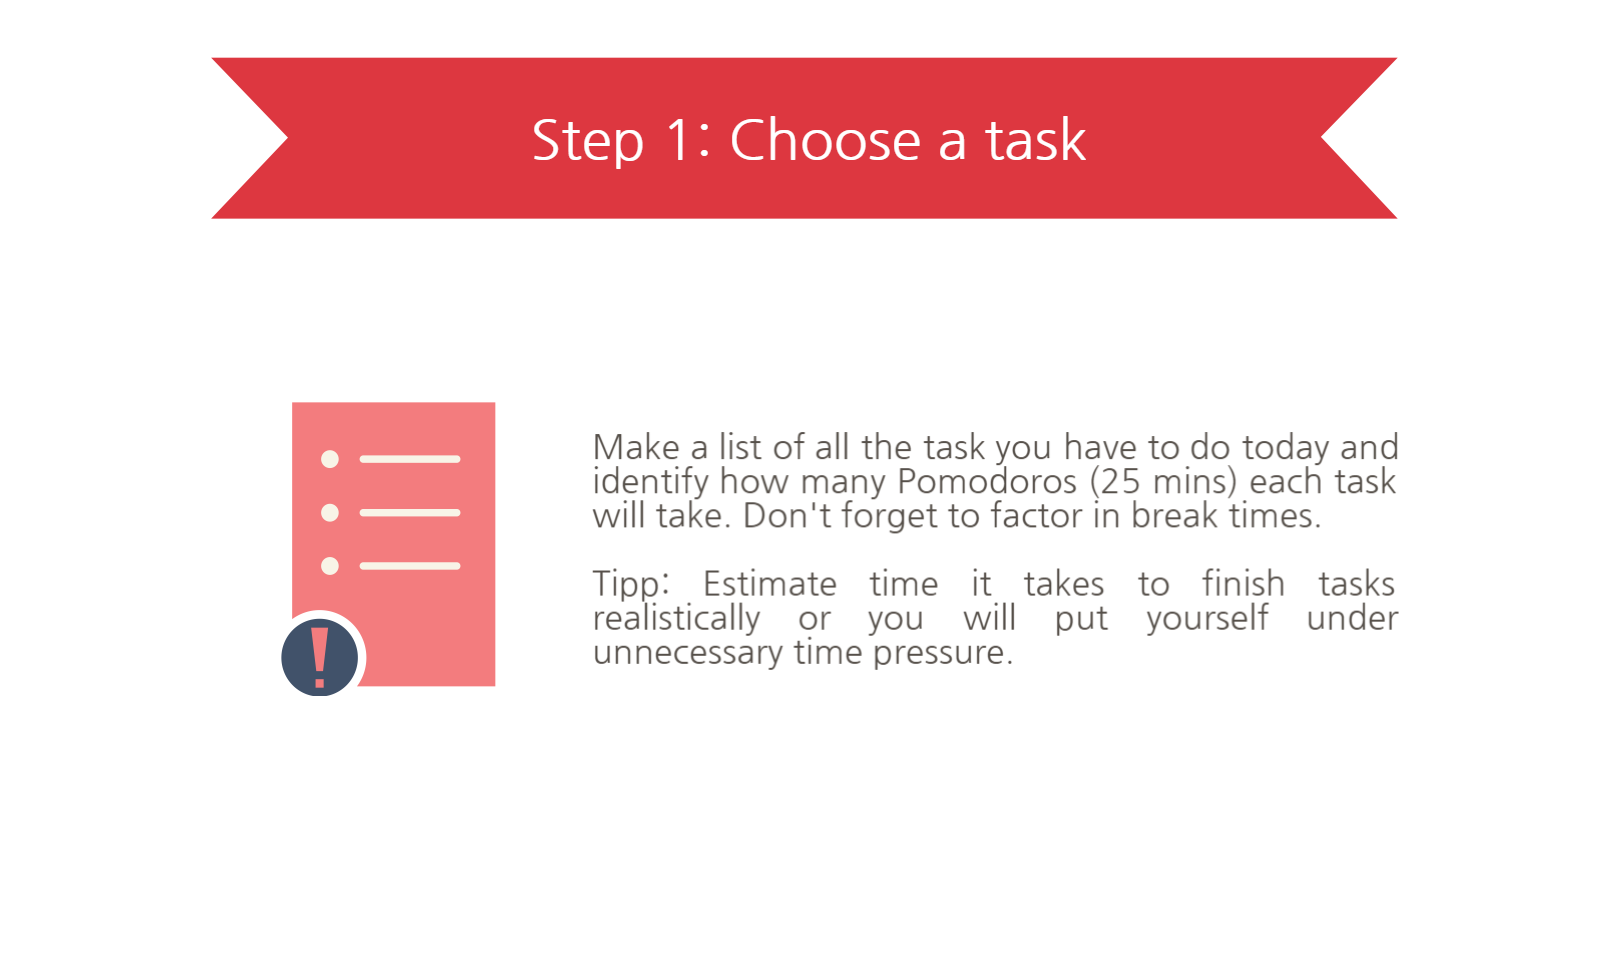 Step 1: Choose a task
Make a list of all the task you have to do today and
identify how many Pomodoros (25 mins) each task
will take. Don't forget to factor in break times.
Tipp: Estimate time it takes to finish tasks
realistically or you will put yourself under
unnecessary time pressure.
!